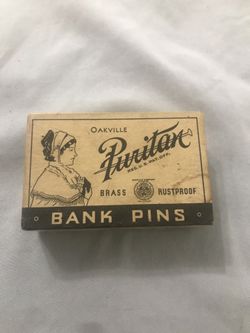 OAKVILLE
Puritan
REG. U.S. PAT. OFF.
BRASS RUSTPROOF
BANK PINS